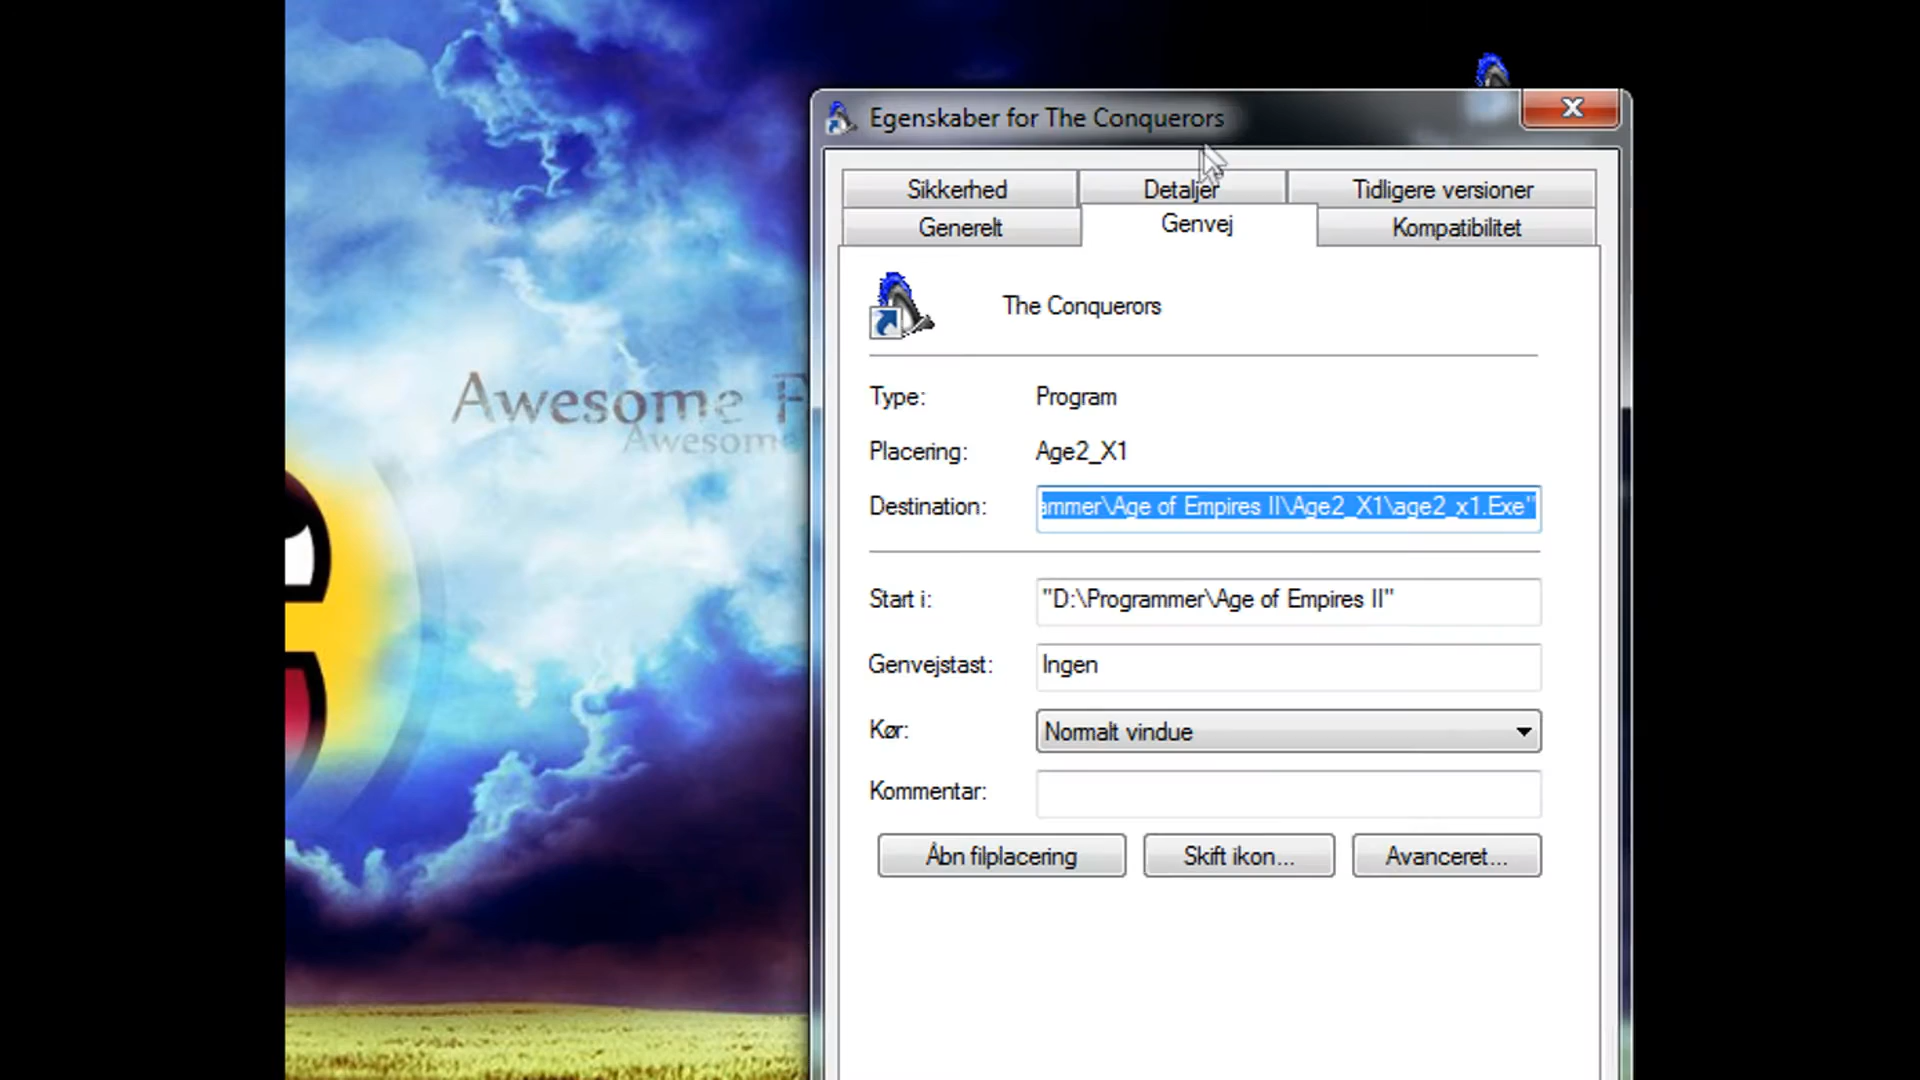 Awesome
Awesome
Egenskaber for The Conquerors
Sikkerhed
Detaljer
Tidligere versioner
Generelt
Genvej
Kompatibilitet
The Conquerors
Type: Program
Placering: Age2_X1
Destination: ammer\Age of Empires II\Age2_X1\age2_x1.Exe"
Start i: "D:\Programmer\Age of Empires II"
Genvejstast: Ingen
Kør: Normalt vindue
Kommentar:
Åbn filplacering
Skift ikon...
Avanceret...